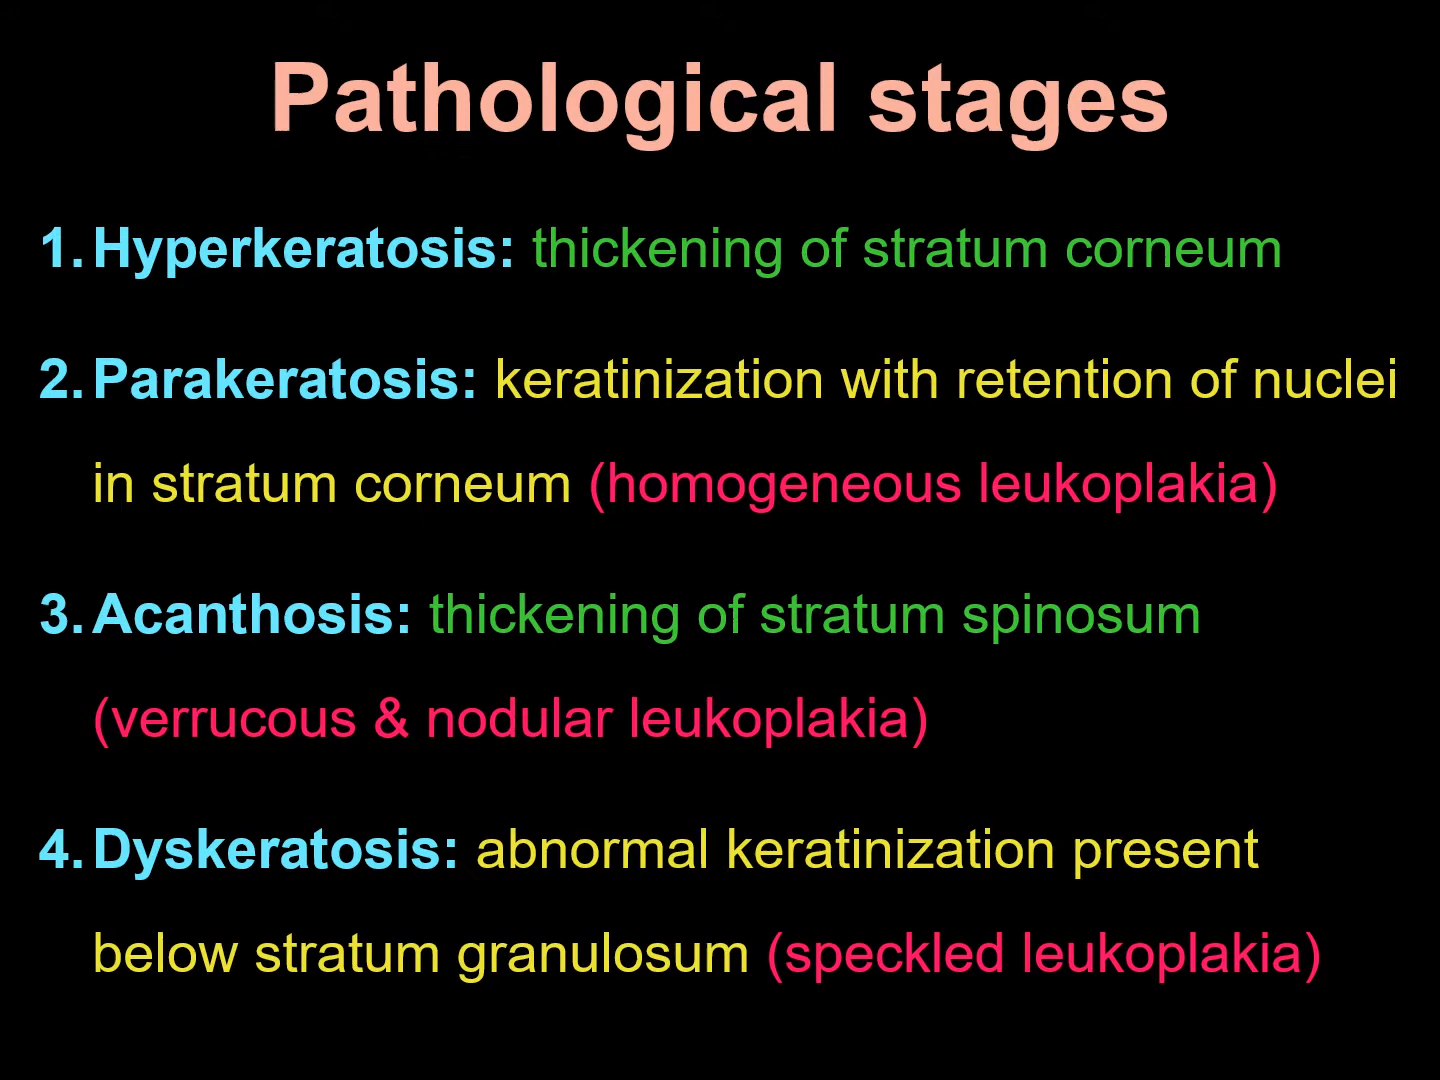 Pathological stages
1. Hyperkeratosis: thickening of stratum corneum
2. Parakeratosis: keratinization with retention of nuclei
in stratum corneum (homogeneous leukoplakia)
3. Acanthosis: thickening of stratum spinosum
(verrucous & nodular leukoplakia)
4. Dyskeratosis: abnormal keratinization present
below stratum granulosum (speckled leukoplakia)